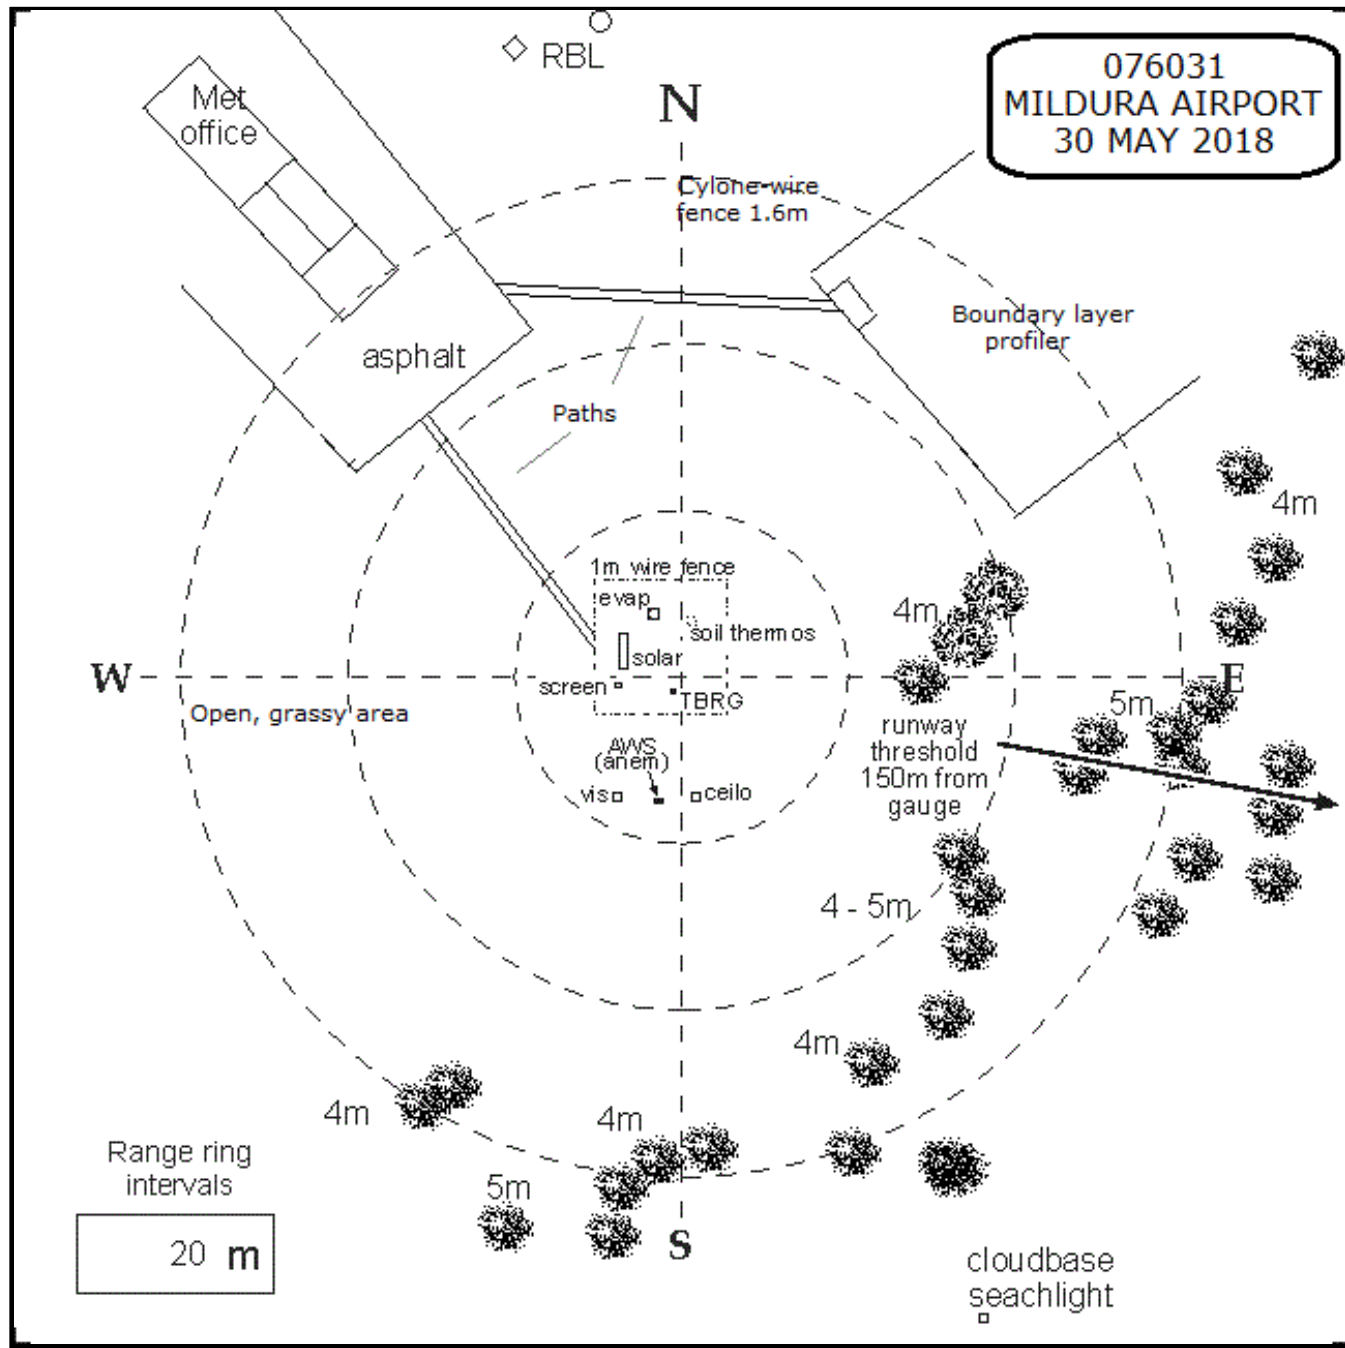 RBL
Met
office
N
076031
MILDURA AIRPORT
30 MAY 2018
Cylone-wire
fence 1.6m
Boundary layer
profiler
asphalt
Paths
4m
1m wire fence
evap
soil thermos
4m
solar
W
screen
TBRG
E
Open, grassy area
5m
runway
threshold
150m from
gauge
AWS
(anem)
vis
ceilo
4 - 5m
4m
4m
4m
Range ring
intervals
5m
20 m
S
cloudbase
seachlight